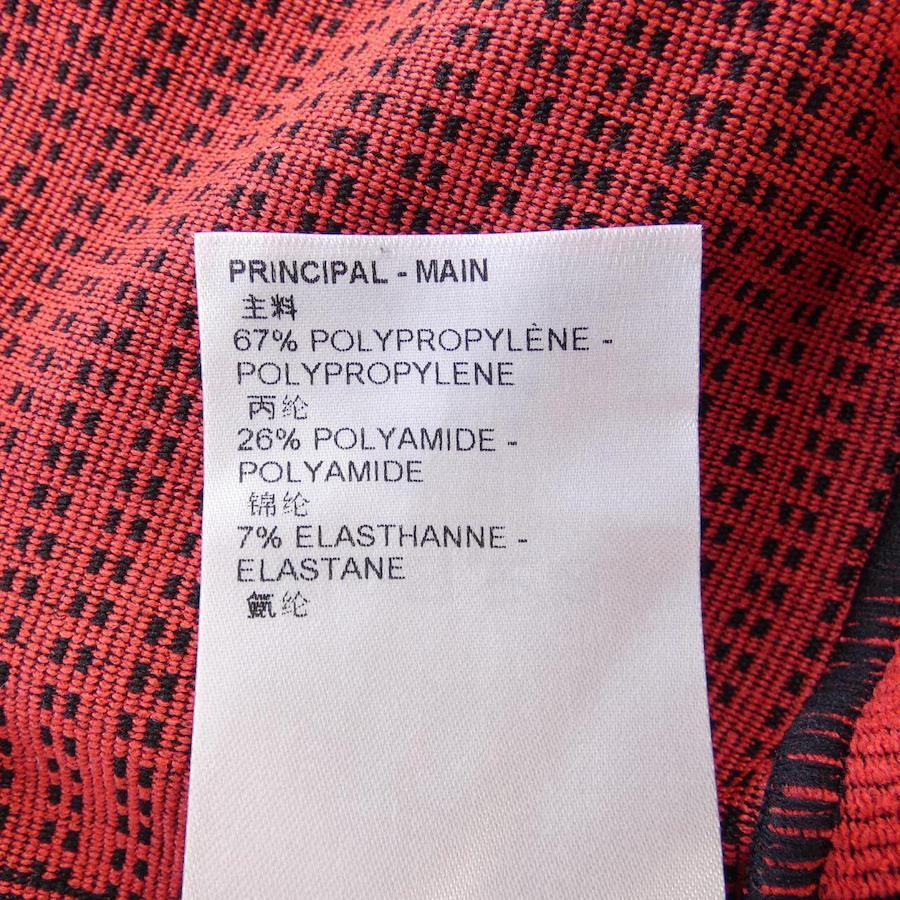 PRINCIPAL - MAIN
主料
67% POLYPROPYLÈNE -
POLYPROPYLENE
丙纶
26% POLYAMIDE -
POLYAMIDE
锦纶
7% ELASTHANNE -
ELASTANE
氨纶